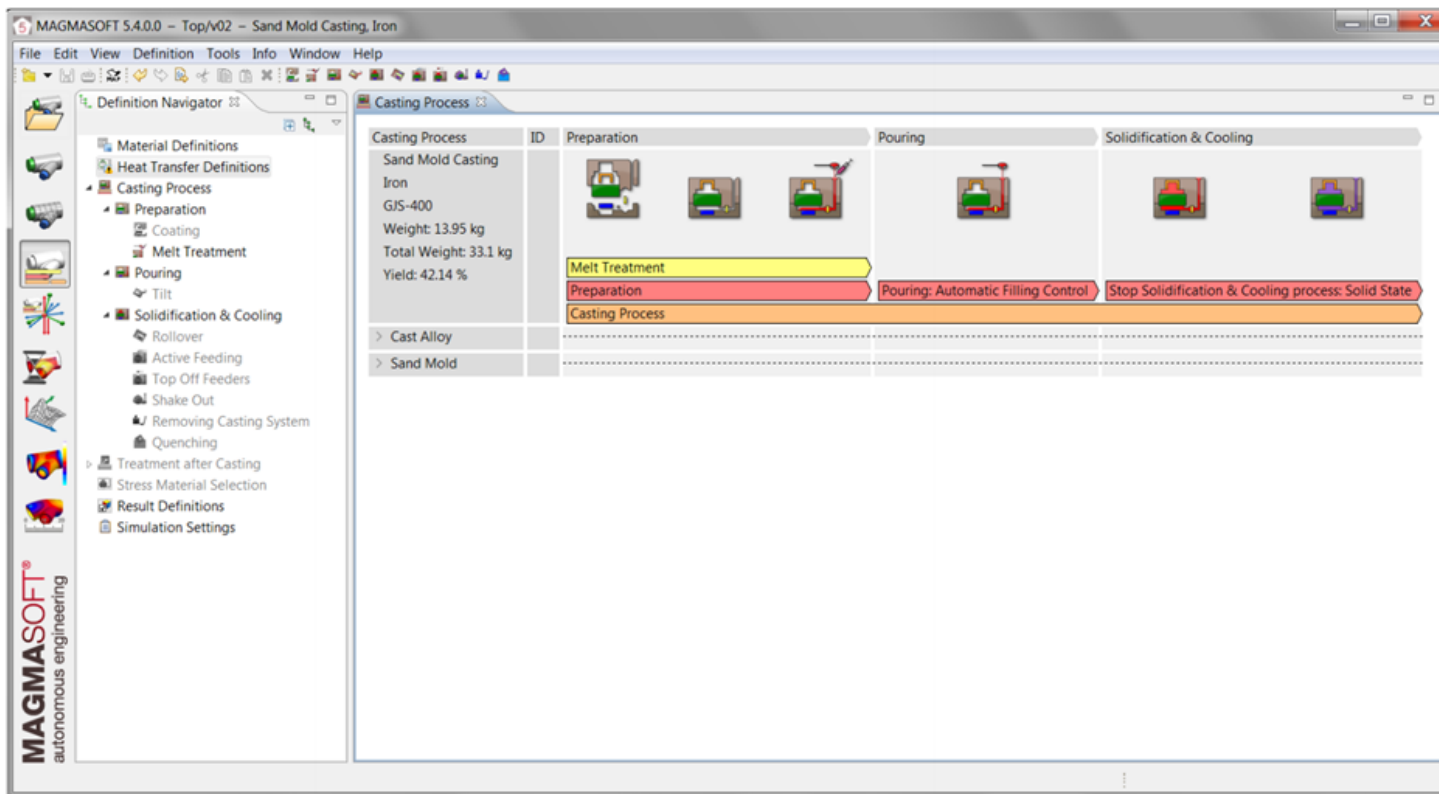 MAGMASOFT 5.4.0.0 – Top/v02 – Sand Mold Casting, Iron
File Edit View Definition Tools Info Window Help
Definition Navigator
Material Definitions
Heat Transfer Definitions
Casting Process
Preparation
Coating
Melt Treatment
Pouring
Tilt
Solidification & Cooling
Rollover
Active Feeding
Top Off Feeders
Shake Out
Removing Casting System
Quenching
Treatment after Casting
Stress Material Selection
Result Definitions
Simulation Settings
Casting Process
Casting Process ID Preparation Pouring Solidification & Cooling
Sand Mold Casting
Iron
GJS-400
Weight: 13.95 kg
Total Weight: 33.1 kg
Yield: 42.14 %
Melt Treatment
Preparation Pouring: Automatic Filling Control Stop Solidification & Cooling process: Solid State
Casting Process
Cast Alloy
Sand Mold
MAGMASOFT®
autonomous engineering